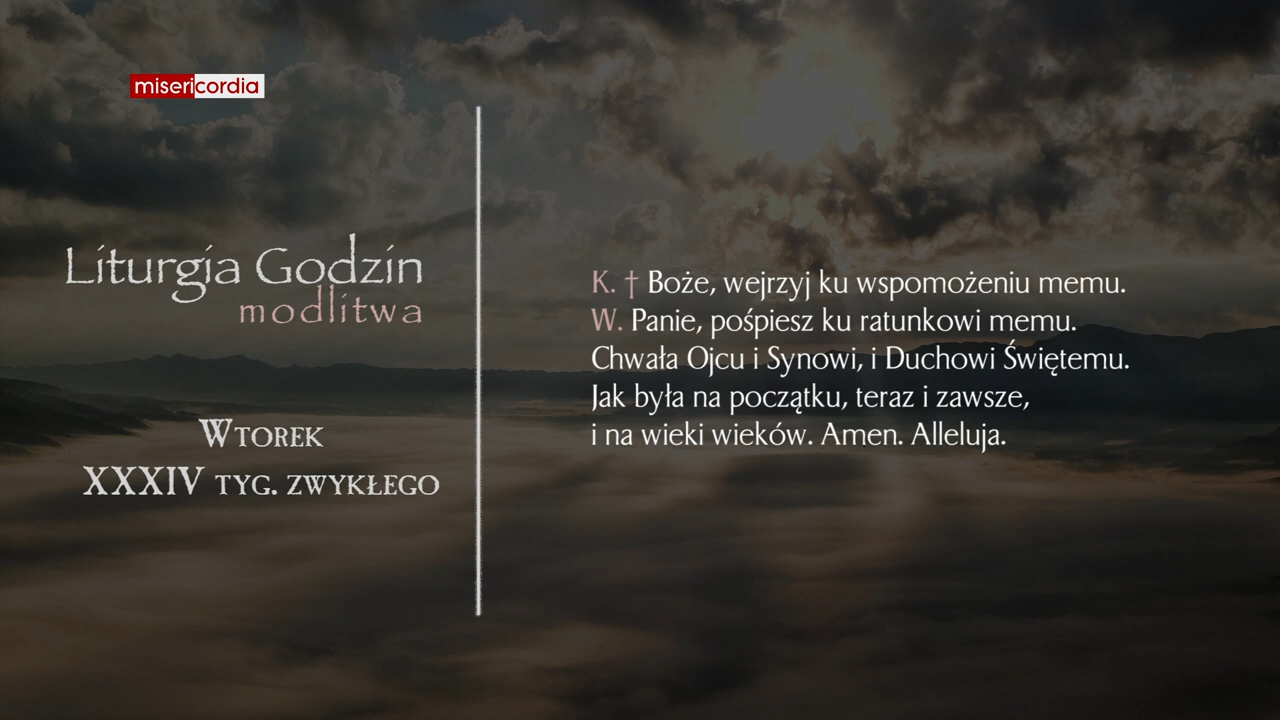 misericordia
Liturgia Godzin
modlitwa
Wtorek
XXXIV tyg. zwykłego
K. † Boże, wejrzyj ku wspomożeniu memu.
W. Panie, pośpiesz ku ratunkowi memu.
Chwała Ojcu i Synowi, i Duchowi Świętemu.
Jak była na początku, teraz i zawsze,
i na wieki wieków. Amen. Alleluja.